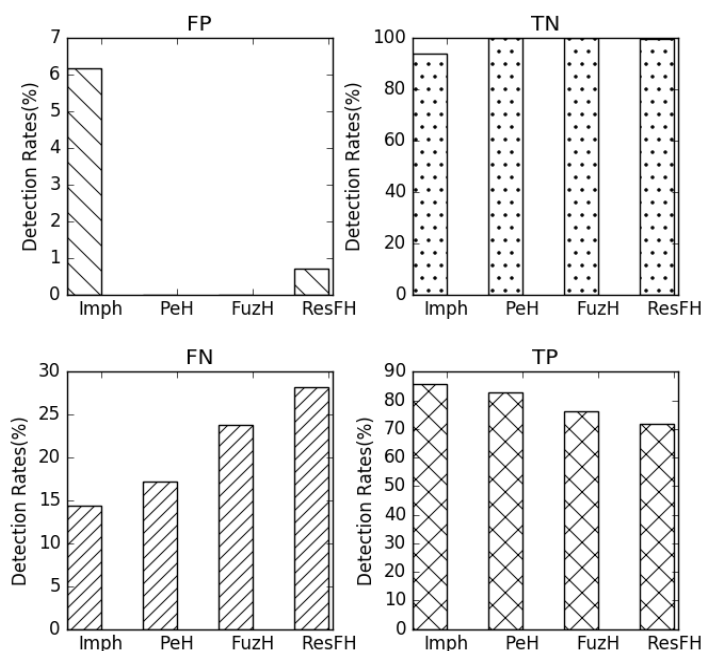 FP
Detection Rates(%)
7
6
5
4
3
2
1
0
Imph PeH FuzH ResFH
TN
Detection Rates(%)
100
80
60
40
20
0
Imph PeH FuzH ResFH
FN
Detection Rates(%)
30
25
20
15
10
5
0
Imph PeH FuzH ResFH
TP
Detection Rates(%)
90
80
70
60
50
40
30
20
10
0
Imph PeH FuzH ResFH